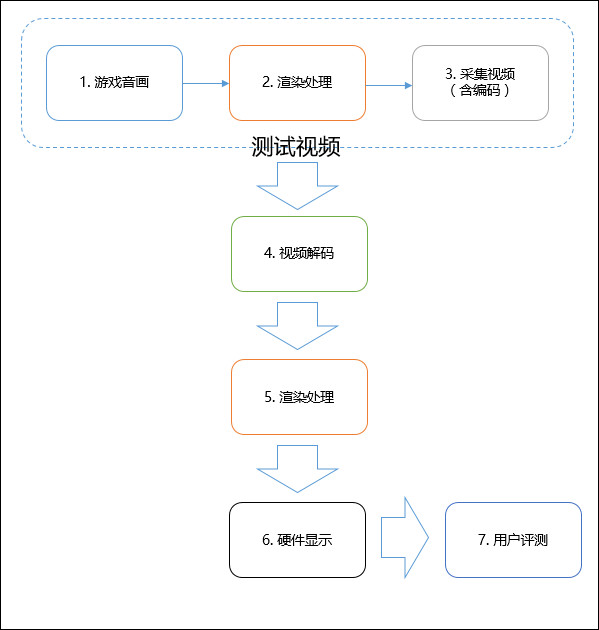 1. 游戏音画
2. 渲染处理
3. 采集视频
（含编码）
测试视频
4. 视频解码
5. 渲染处理
6. 硬件显示
7. 用户评测